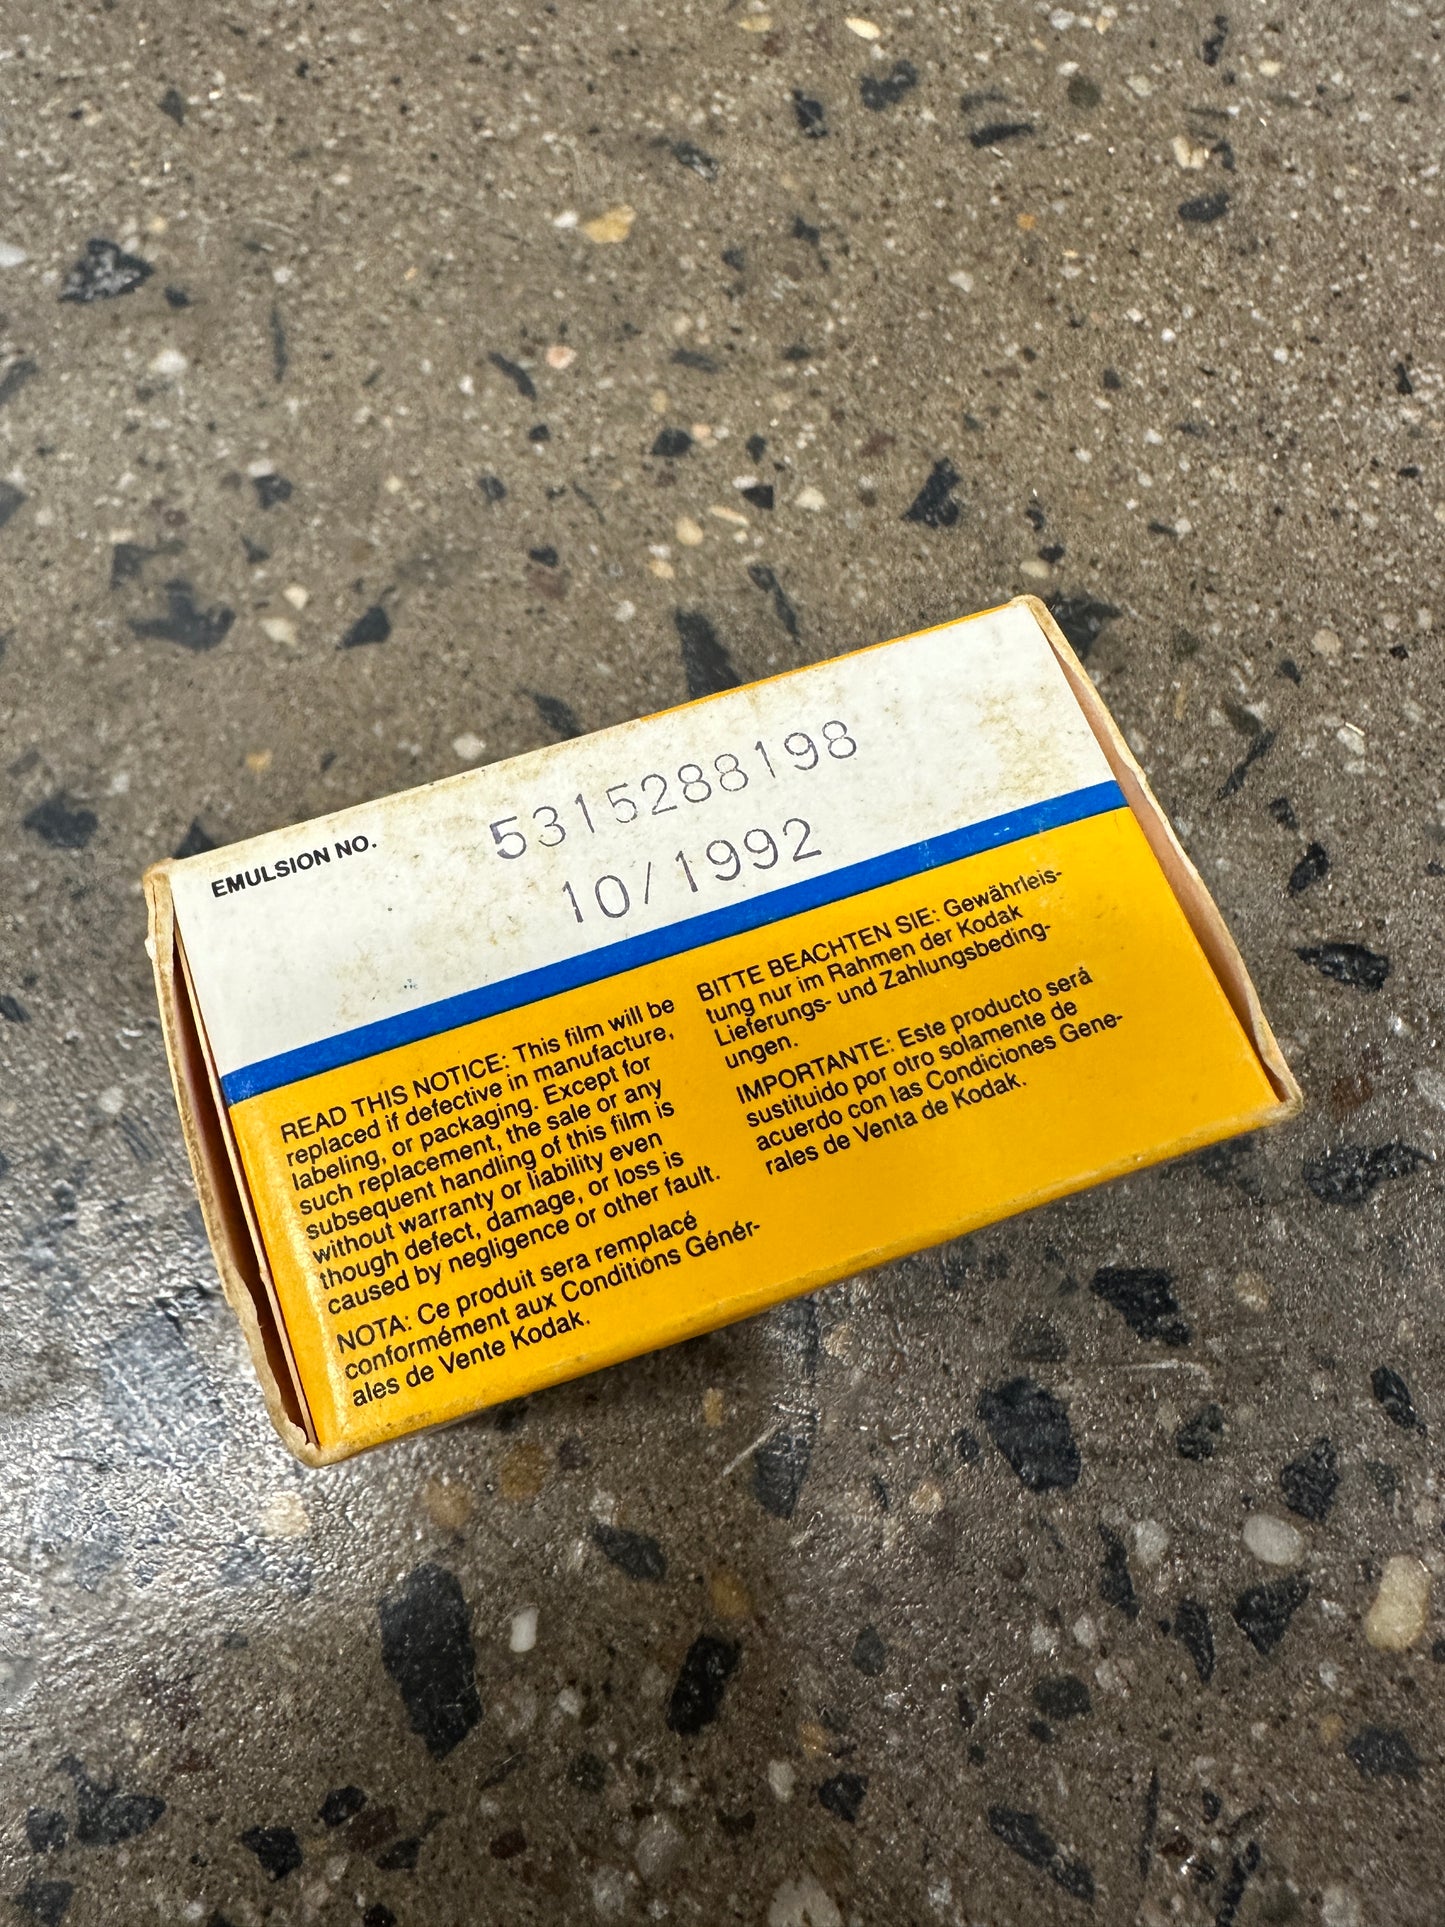 EMULSION NO.
5315288198
10/1992
READ THIS NOTICE: This film will be
replaced if defective in manufacture,
labeling, or packaging. Except for
such replacement, the sale or any
subsequent handling of this film is
without warranty or liability even
though defect, damage, or loss is
caused by negligence or other fault.
NOTA: Ce produit sera remplacé
conformément aux Conditions Génér-
ales de Vente Kodak.
BITTE BEACHTEN SIE: Gewährleis-
tung nur im Rahmen der Kodak
Lieferungs- und Zahlungsbeding-
ungen.
IMPORTANTE: Este producto será
sustituido por otro solamente de
acuerdo con las Condiciones Gene-
rales de Venta de Kodak.